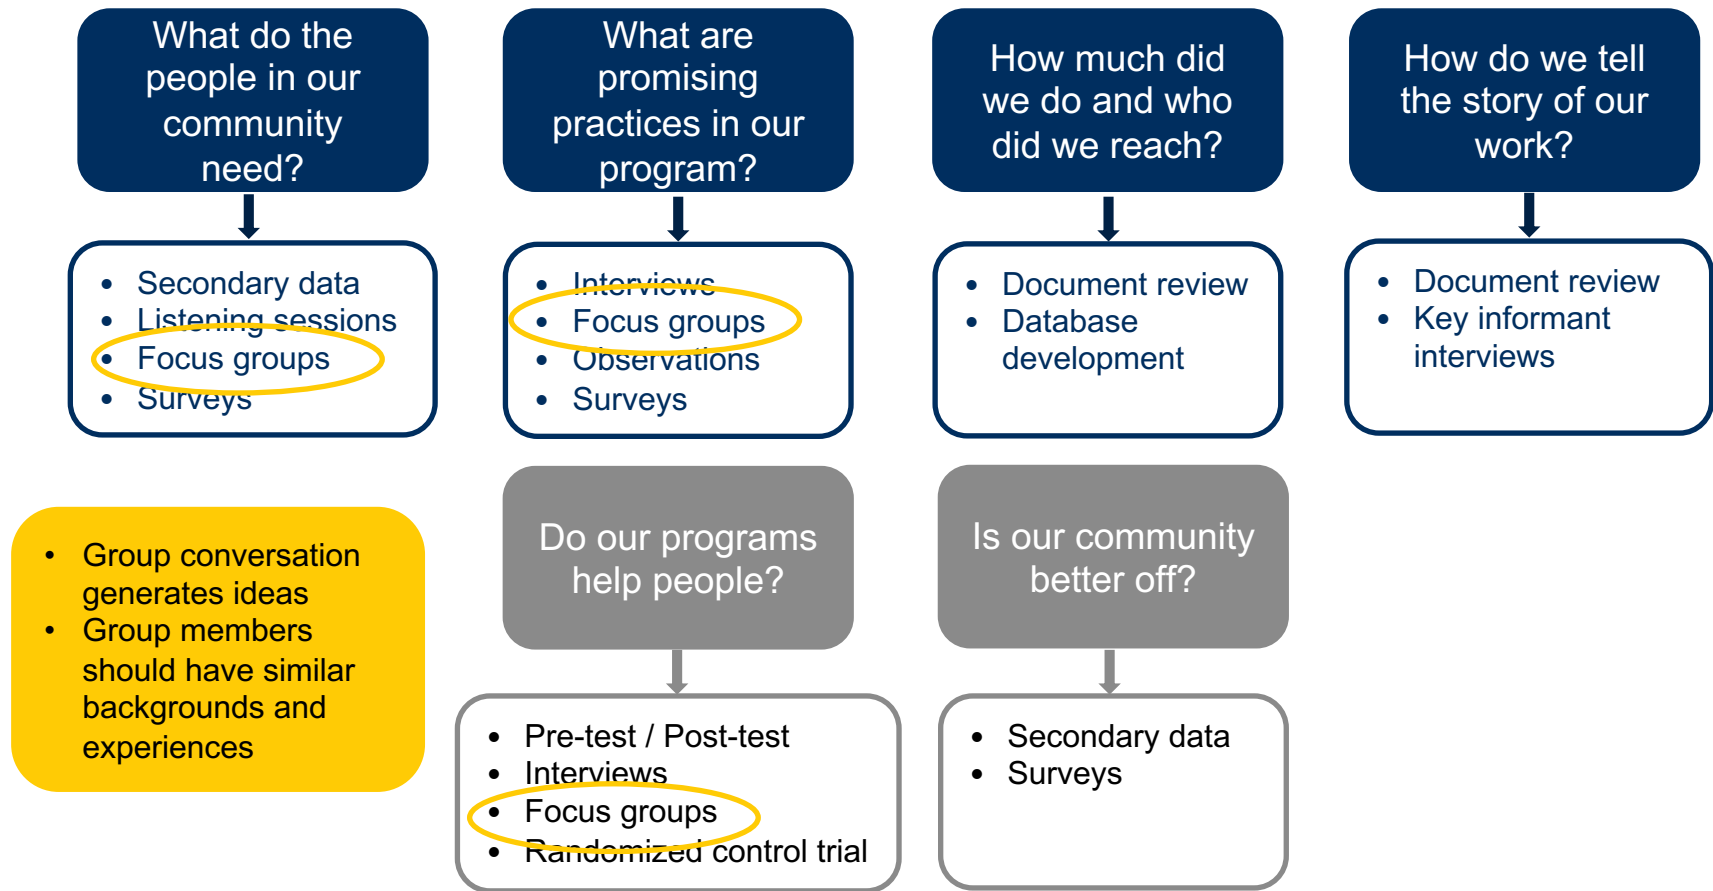 What do the
people in our
community
need?
What are
promising
practices in our
program?
How much did
we do and who
did we reach?
How do we tell
the story of our
work?
• Secondary data
• Listening sessions
• Focus groups
• Surveys
• Interviews
• Focus groups
• Observations
• Surveys
• Document review
• Database
development
• Document review
• Key informant
interviews
• Group conversation
generates ideas
• Group members
should have similar
backgrounds and
experiences
Do our programs
help people?
Is our community
better off?
• Pre-test / Post-test
• Interviews
• Focus groups
• Randomized control trial
• Secondary data
• Surveys